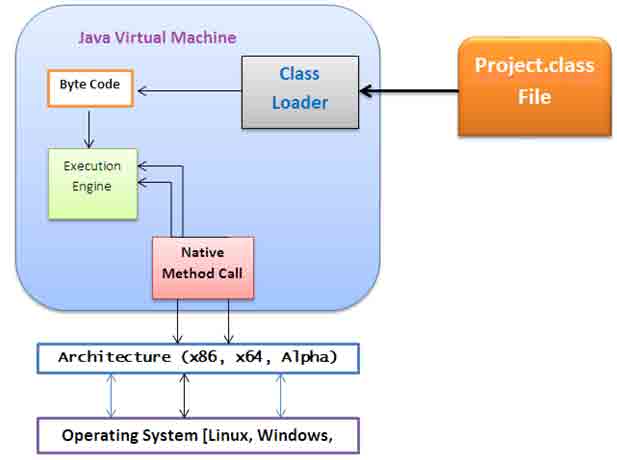 Java Virtual Machine
Class
Loader
Project.class
File
Byte Code
Execution
Engine
Native
Method Call
Architecture (x86, x64, Alpha)
Operating System [Linux, Windows,